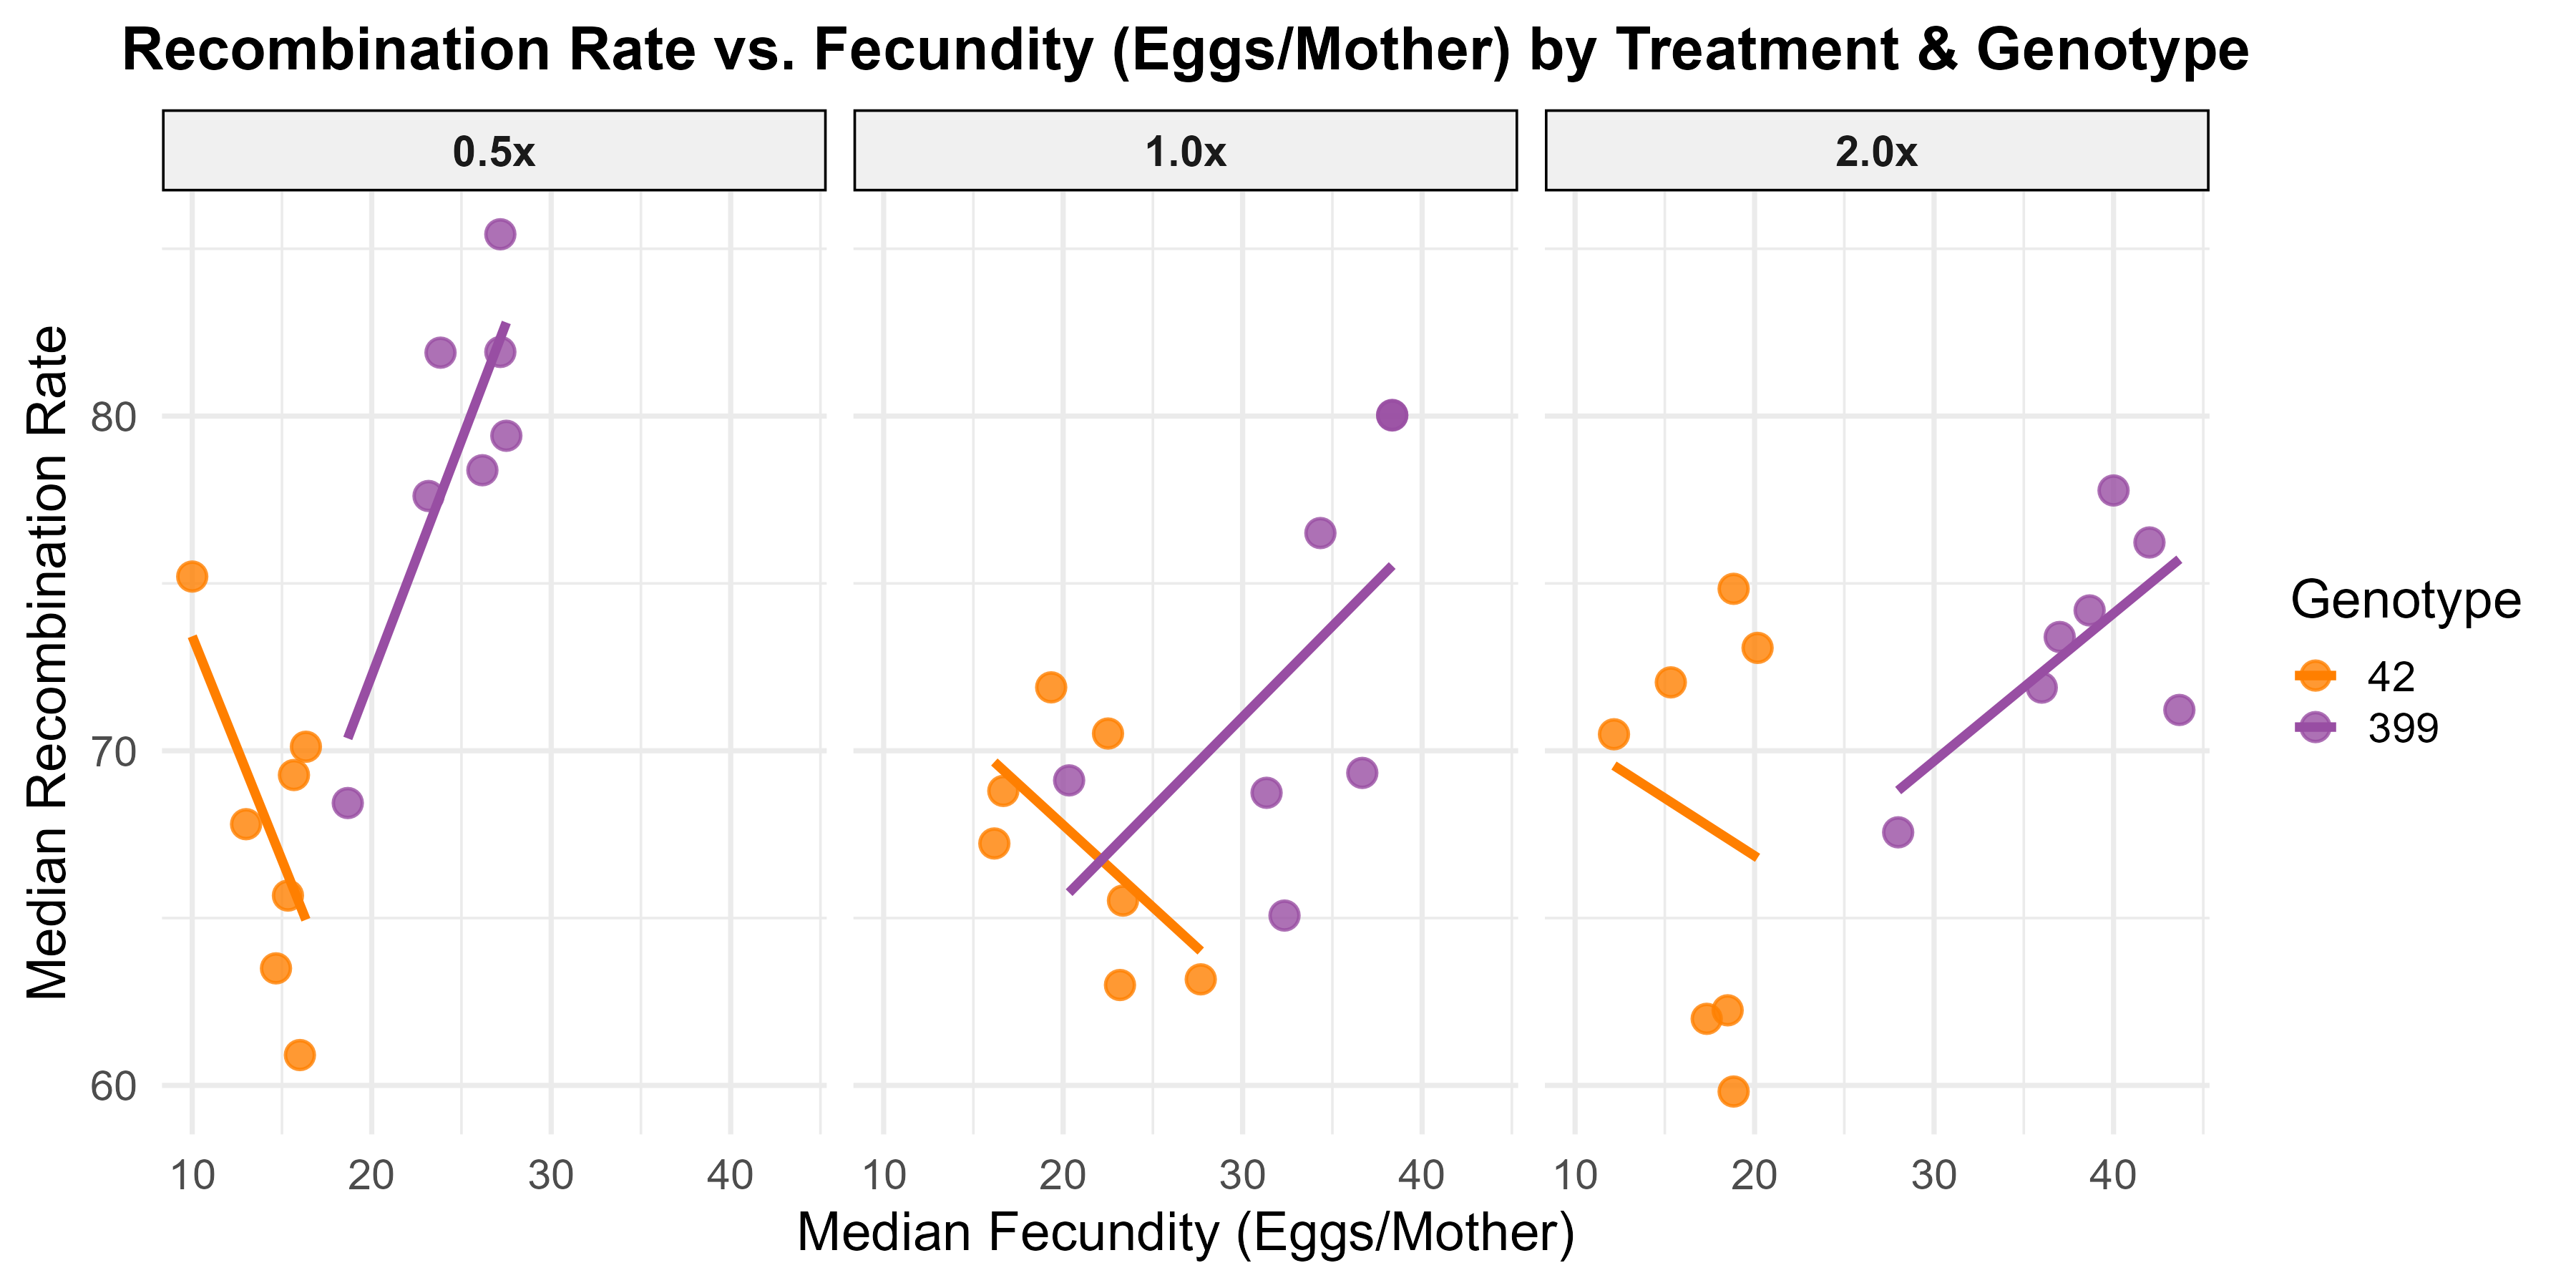 Recombination Rate vs. Fecundity (Eggs/Mother) by Treatment & Genotype
0.5x
1.0x
2.0x
Median Recombination Rate
80
70
60
10 20 30 40
10 20 30 40
10 20 30 40
Median Fecundity (Eggs/Mother)
Genotype
42
399